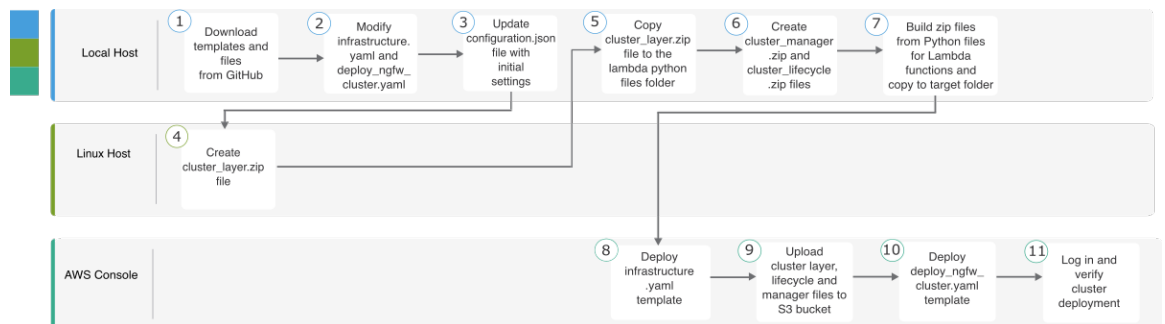 Local Host
1
Download
templates and
files
from GitHub
2
Modify
infrastructure.
yaml and
deploy_ngfw_
cluster.yaml
3
Update
configuration.json
file with
initial
settings
5
Copy
cluster_layer.zip
file to the
lambda python
files folder
6
Create
cluster_manager
.zip and
cluster_lifecycle
.zip files
7
Build zip files
from Python files
for Lambda
functions and
copy to target folder
Linux Host
4
Create
cluster_layer.zip
file
AWS Console
8
Deploy
infrastructure
.yaml
template
9
Upload
cluster layer,
lifecycle and
manager files to
S3 bucket
10
Deploy
deploy_ngfw_
cluster.yaml
template
11
Log in and
verify
cluster
deployment